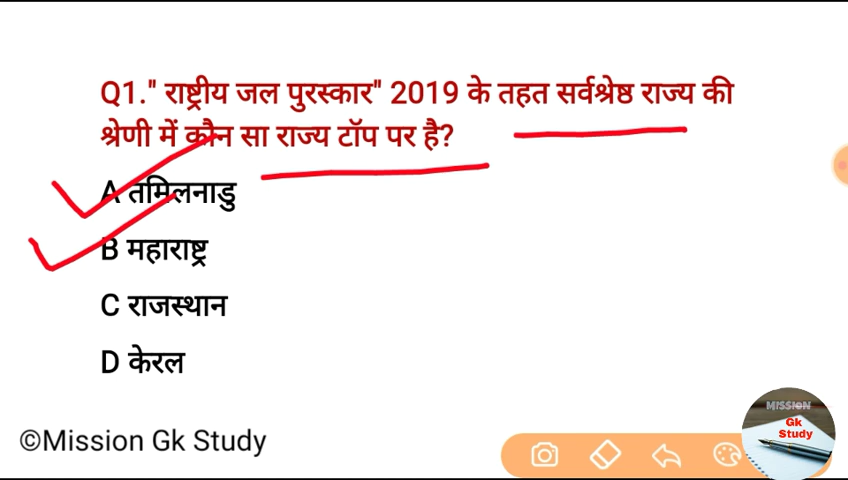 Q1." राष्ट्रीय जल पुरस्कार" 2019 के तहत सर्वश्रेष्ठ राज्य की
श्रेणी में कौन सा राज्य टॉप पर है?
A तमिलनाडु
B महाराष्ट्र
C राजस्थान
D केरल
©Mission Gk Study
MISSION
Gk
Study